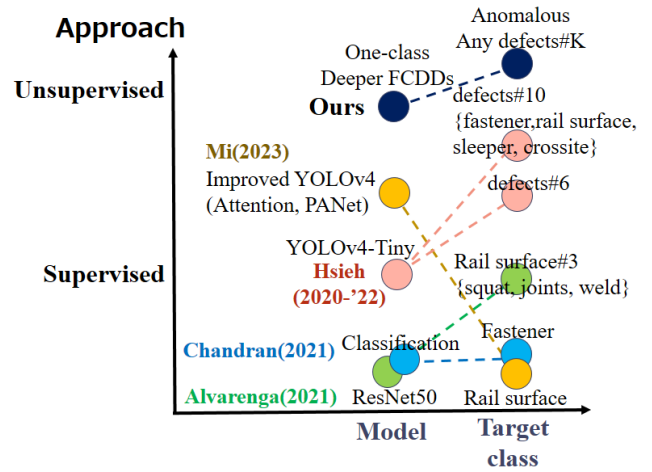 Approach
Anomalous
Any defects#K
One-class
Deeper FCDDs
Unsupervised
Ours
defects#10
{fastener,rail surface,
sleeper, crossite}
Mi(2023)
Improved YOLOv4
(Attention, PANet)
defects#6
YOLOv4-Tiny
Supervised
Hsieh
(2020-’22)
Rail surface#3
{squat, joints, weld}
Chandran(2021)
Classification
Fastener
Alvarenga(2021)
ResNet50
Rail surface
Model
Target
class